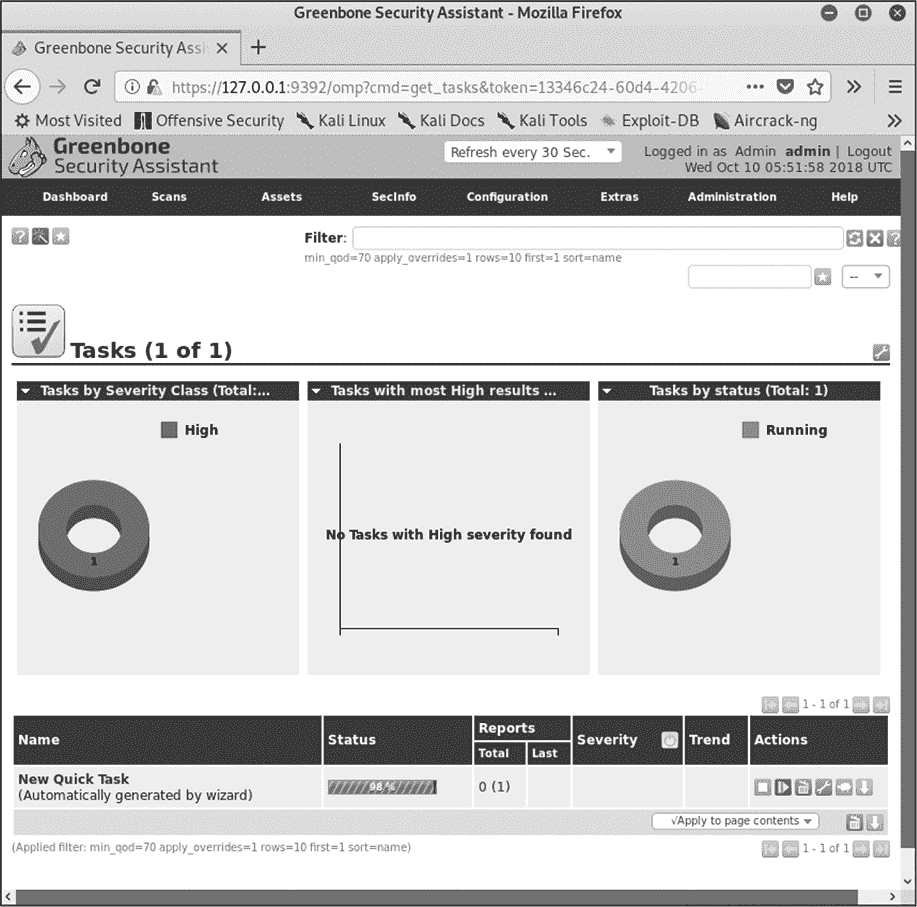 Greenbone Security Assistant - Mozilla Firefox
Greenbone Security Assi
https://127.0.0.1:9392/omp?cmd=get_tasks&token=13346c24-60d4-4206-
Most Visited Offensive Security Kali Linux Kali Docs Kali Tools Exploit-DB Aircrack-ng
Greenbone
Security Assistant
Refresh every 30 Sec.
Logged in as Admin admin | Logout
Wed Oct 10 05:51:58 2018 UTC
Dashboard Scans Assets SecInfo Configuration Extras Administration Help
Filter:
min_qod=70 apply_overrides=1 rows=10 first=1 sort=name
--
Tasks (1 of 1)
Tasks by Severity Class (Total:...
High
1
Tasks with most High results ...
No Tasks with High severity found
Tasks by status (Total: 1)
Running
1
1 - 1 of 1
Name Status Reports Severity Trend Actions
Total Last
New Quick Task
(Automatically generated by wizard)
98 %
0 (1)
√Apply to page contents
(Applied filter: min_qod=70 apply_overrides=1 rows=10 first=1 sort=name)
1 - 1 of 1